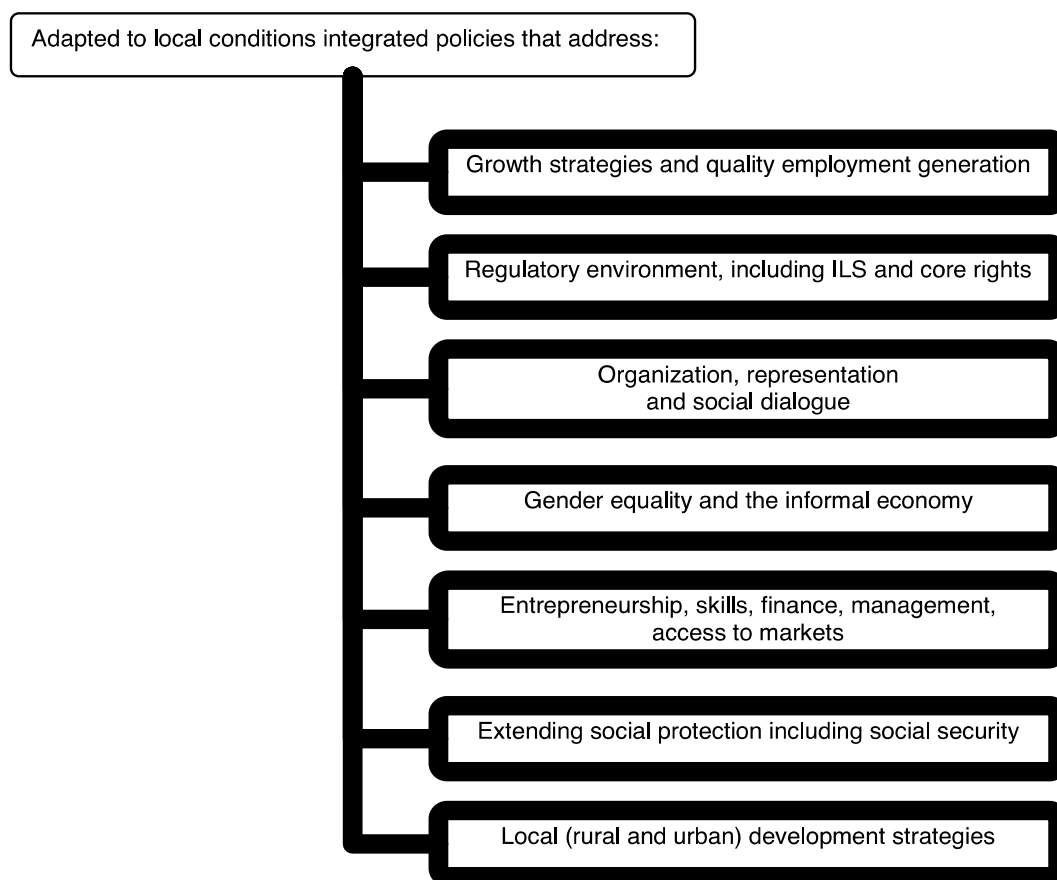 Adapted to local conditions integrated policies that address:
Growth strategies and quality employment generation
Regulatory environment, including ILS and core rights
Organization, representation
and social dialogue
Gender equality and the informal economy
Entrepreneurship, skills, finance, management,
access to markets
Extending social protection including social security
Local (rural and urban) development strategies